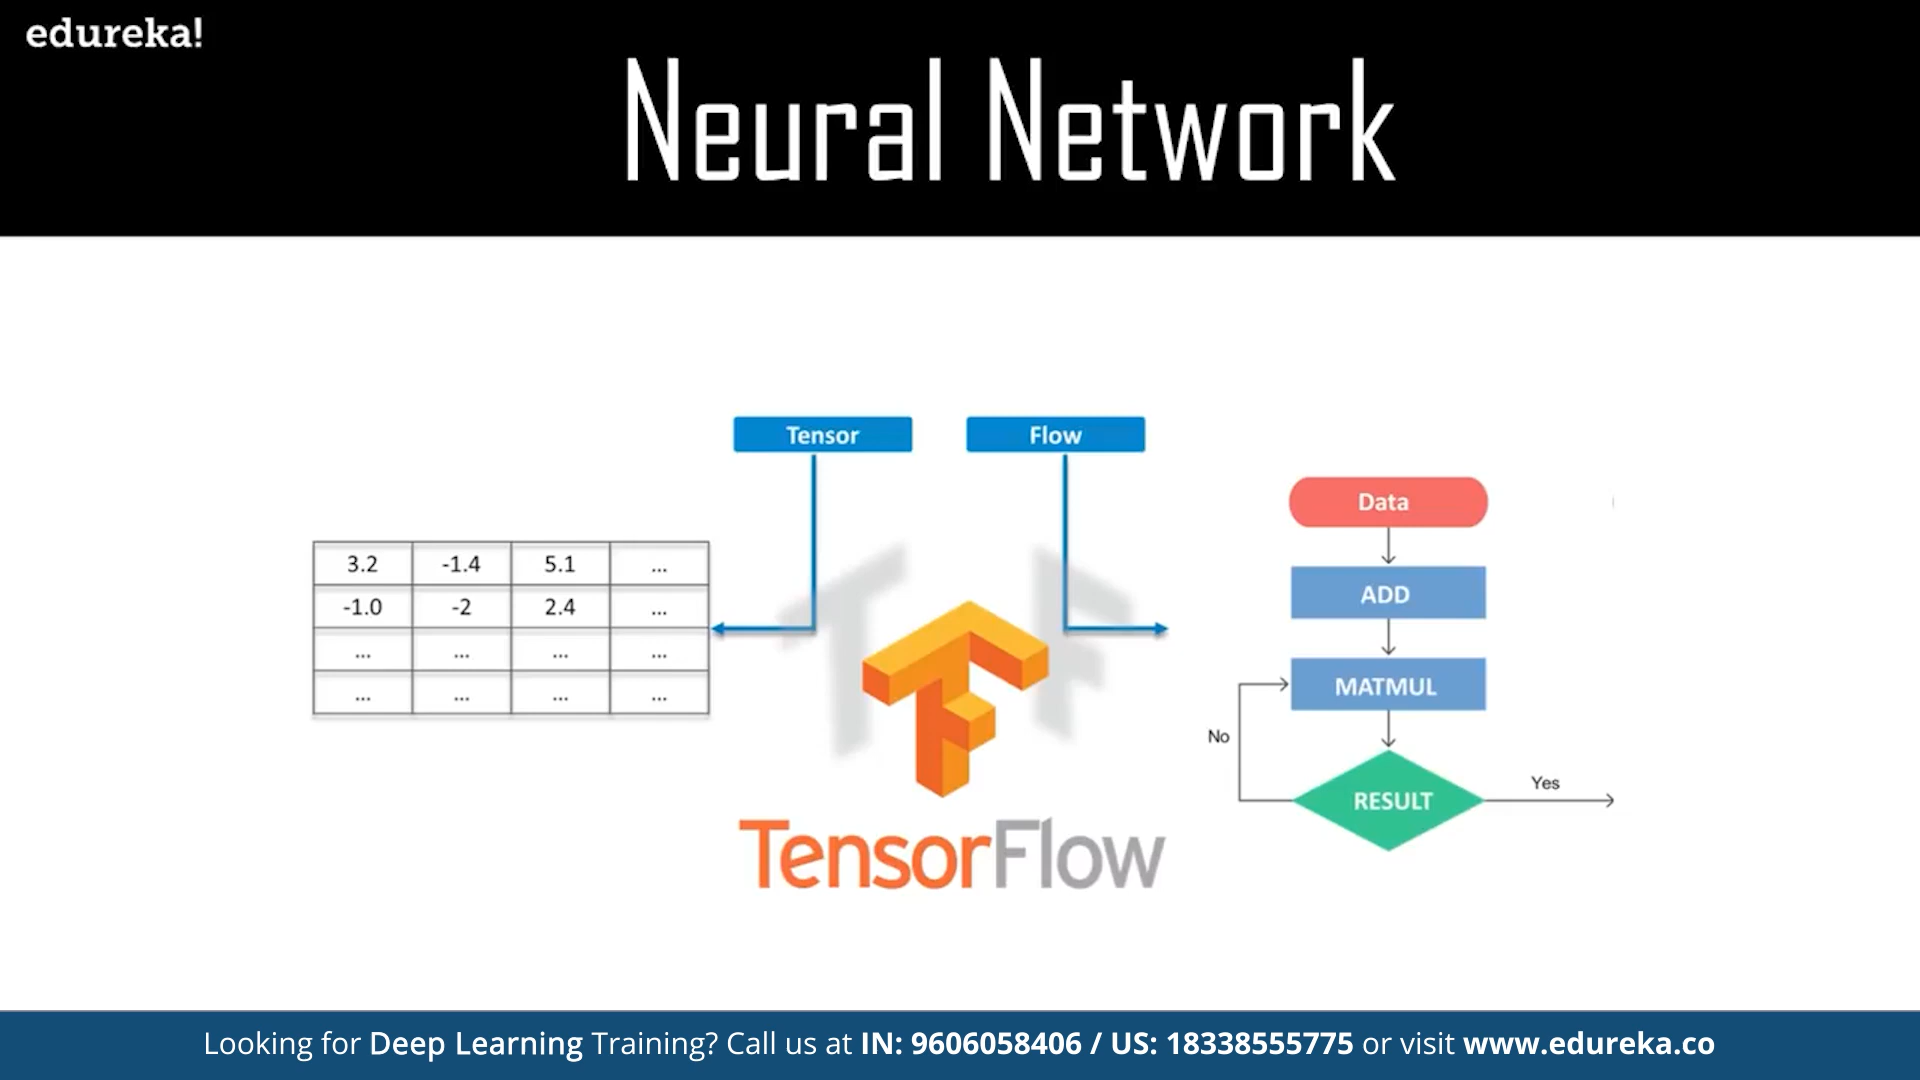 edureka!
Neural Network
Tensor
Flow
3.2 -1.4 5.1 ...
-1.0 -2 2.4 ...
... ... ... ...
... ... ... ...
T F
TensorFlow
Data
ADD
MATMUL
No
RESULT
Yes
Looking for Deep Learning Training? Call us at IN: 9606058406 / US: 18338555775 or visit www.edureka.co